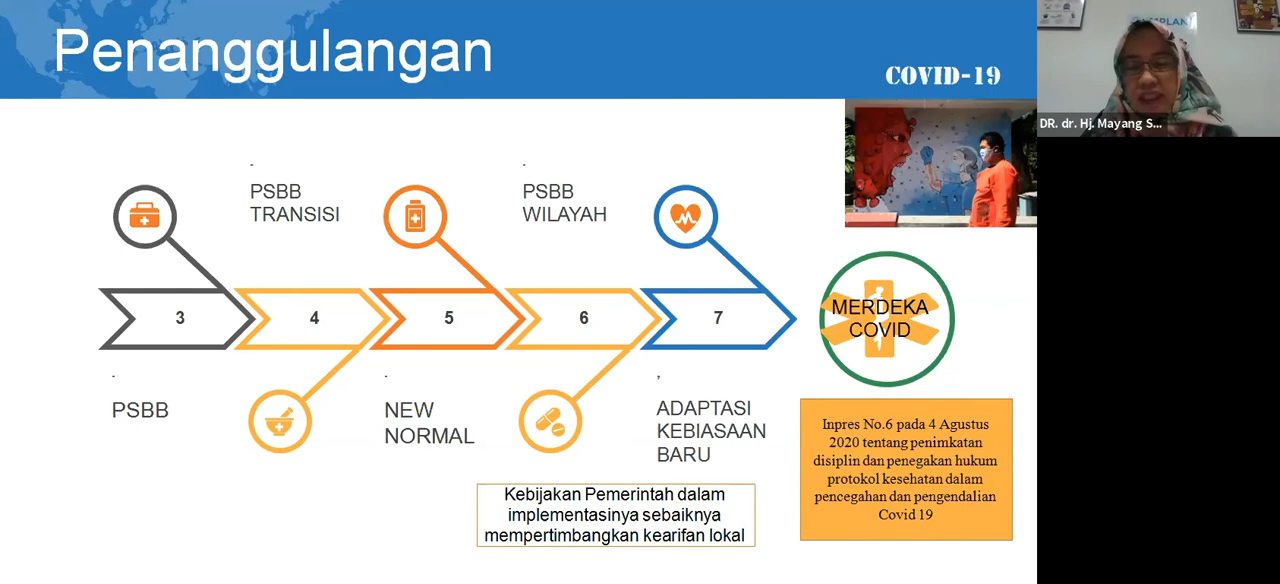 Penanggulangan
COVID-19
DR. dr. Hj. Mayang S...
PSBB
TRANSISI
PSBB
WILAYAH
3
4
5
6
7
MERDEKA
COVID
PSBB
NEW
NORMAL
ADAPTASI
KEBIASAAN
BARU
Kebijakan Pemerintah dalam
implementasinya sebaiknya
mempertimbangkan kearifan lokal
Inpres No.6 pada 4 Agustus
2020 tentang penimkatan
disiplin dan penegakan hukum
protokol kesehatan dalam
pencegahan dan pengendalian
Covid 19